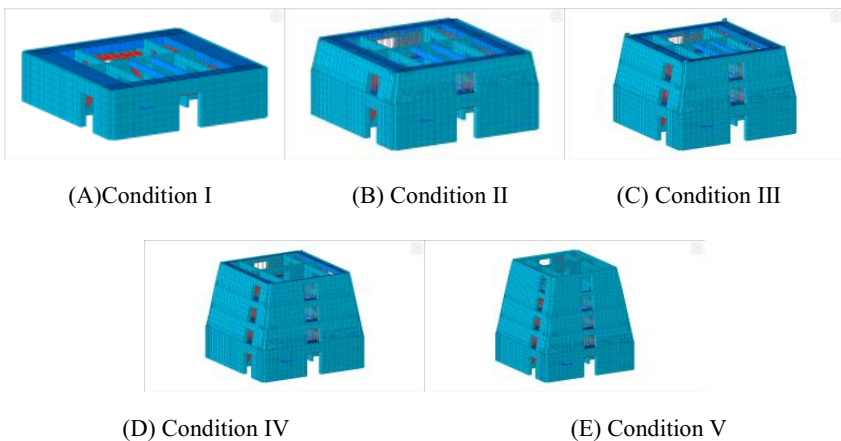 (A)Condition I
(B) Condition II
(C) Condition III
(D) Condition IV
(E) Condition V